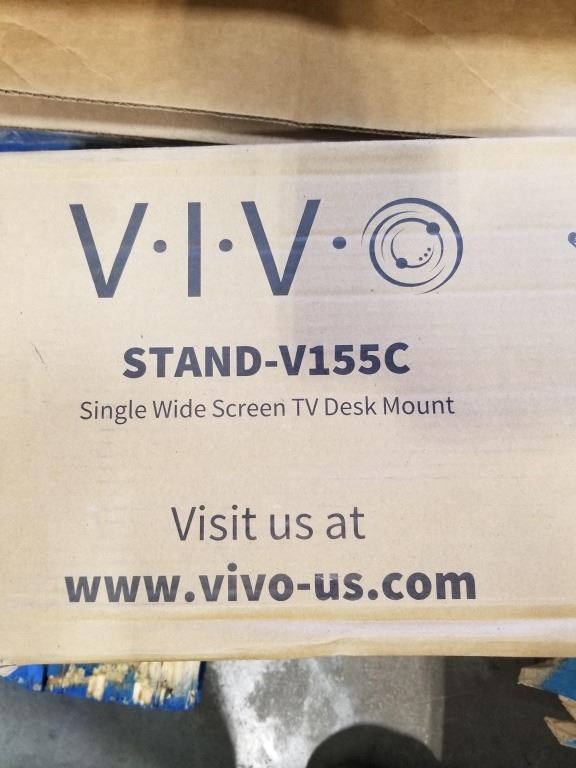 V·I·V·O
STAND-V155C
Single Wide Screen TV Desk Mount
Visit us at
www.vivo-us.com